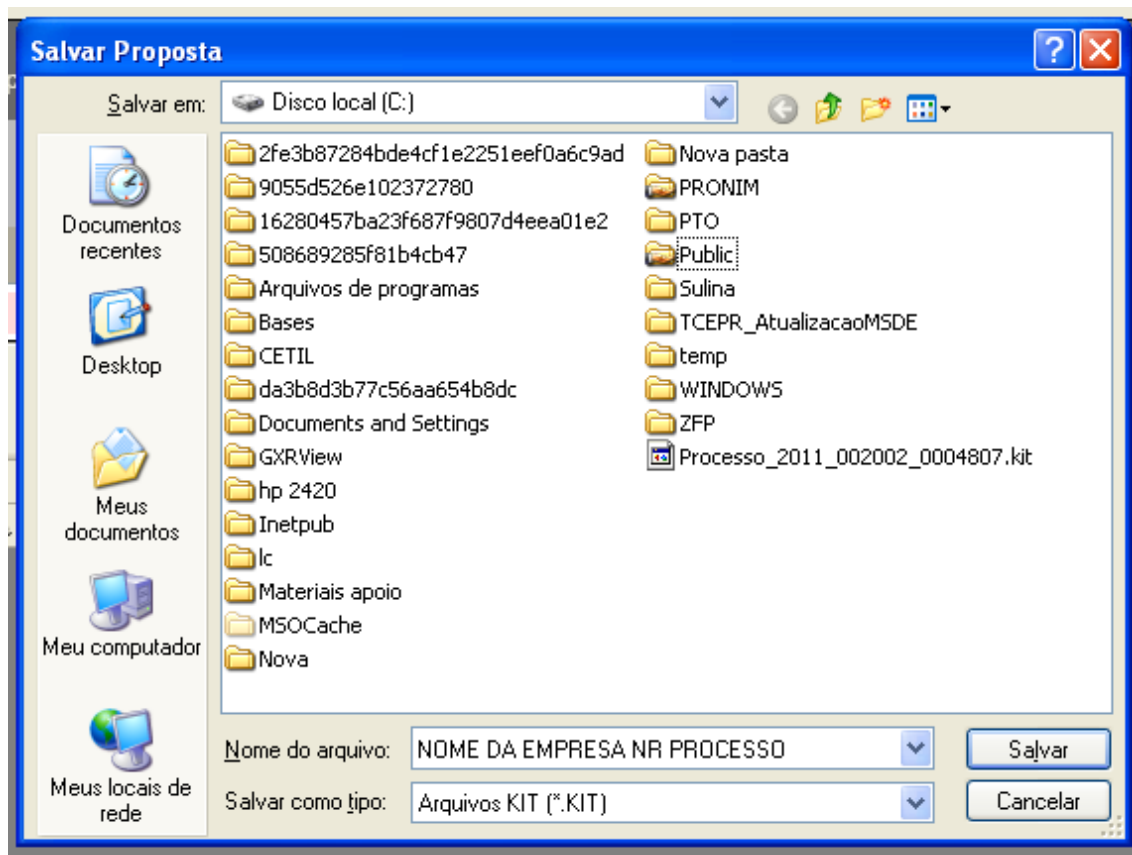 Salvar Proposta
Salvar em:
Disco local (C:)
Documentos
recentes
Desktop
Meus
documentos
Meu computador
Meus locais de
rede
2fe3b87284bde4cf1e2251eef0a6c9ad
9055d526e102372780
16280457ba23f687f9807d4eea01e2
508689285f81b4cb47
Arquivos de programas
Bases
CETIL
da3b8d3b77c56aa654b8dc
Documents and Settings
GXRView
hp 2420
Inetpub
lc
Materiais apoio
MSOCache
Nova
Nova pasta
PRONIM
PTO
Public
Sulina
TCEPR_AtualizacaoMSDE
temp
WINDOWS
ZFP
Processo_2011_002002_0004807.kit
Nome do arquivo:
NOME DA EMPRESA NR PROCESSO
Salvar
Salvar como tipo:
Arquivos KIT (*.KIT)
Cancelar